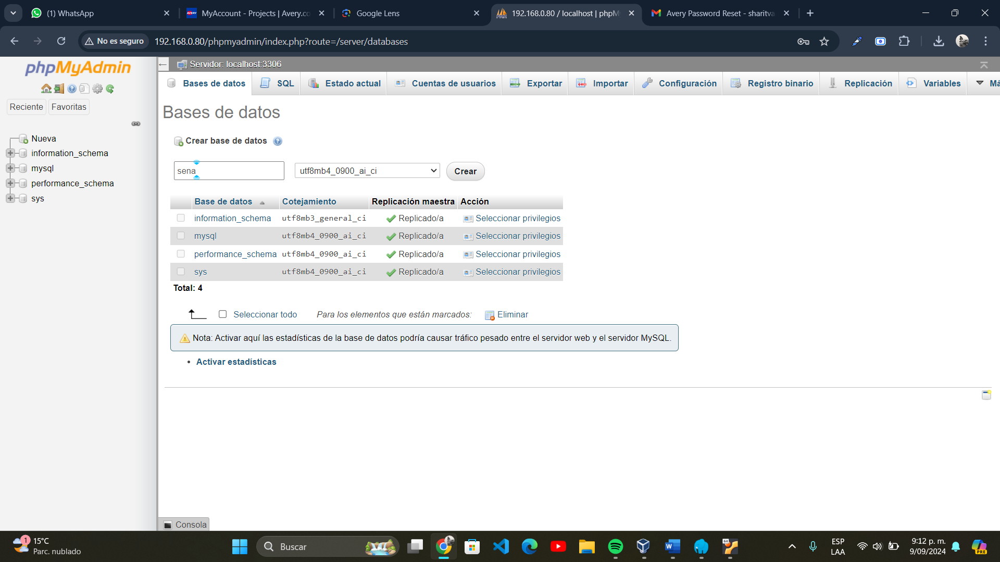 (1) WhatsApp
MyAccount - Projects | Avery.co
Google Lens
192.168.0.80 / localhost | phpM
Avery Password Reset - sharitva
No es seguro
192.168.0.80/phpmyadmin/index.php?route=/server/databases
phpMyAdmin
Reciente
Favoritas
Nueva
information_schema
mysql
performance_schema
sys
Servidor: localhost:3306
Bases de datos
SQL
Estado actual
Cuentas de usuarios
Exportar
Importar
Configuración
Registro binario
Replicación
Variables
Má
Bases de datos
Crear base de datos
sena
utf8mb4_0900_ai_ci
Crear
Base de datos Cotejamiento Replicación maestra Acción
information_schema utf8mb3_general_ci Replicado/a Seleccionar privilegios
mysql utf8mb4_0900_ai_ci Replicado/a Seleccionar privilegios
performance_schema utf8mb4_0900_ai_ci Replicado/a Seleccionar privilegios
sys utf8mb4_0900_ai_ci Replicado/a Seleccionar privilegios
Total: 4
Seleccionar todo Para los elementos que están marcados: Eliminar
Nota: Activar aquí las estadísticas de la base de datos podría causar tráfico pesado entre el servidor web y el servidor MySQL.
Activar estadísticas
Consola
1
15°C
Parc. nublado
Buscar
64
ESP
LAA
9:12 p. m.
9/09/2024
PRE